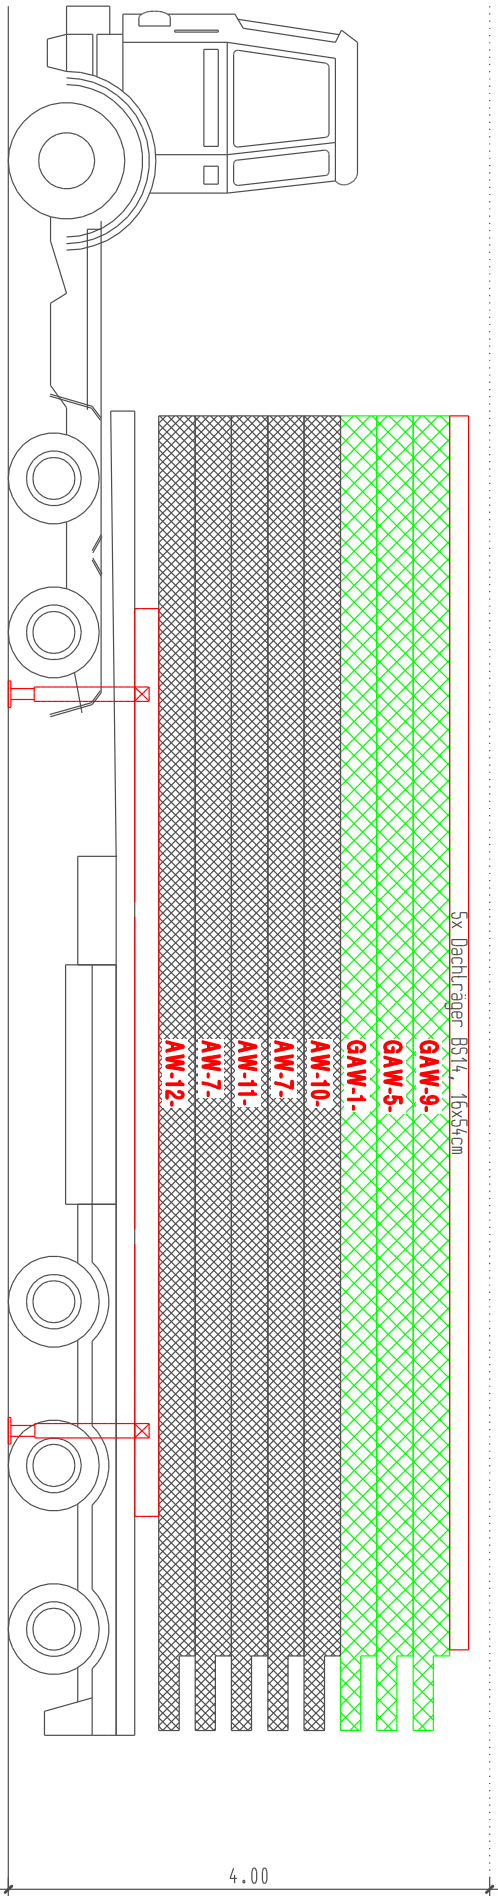 5x Dachträger BS14, 16x54cm
GAW-9-
GAW-5-
GAW-1-
AW-10-
AW-7-
AW-11-
AW-7-
AW-12-
4.00